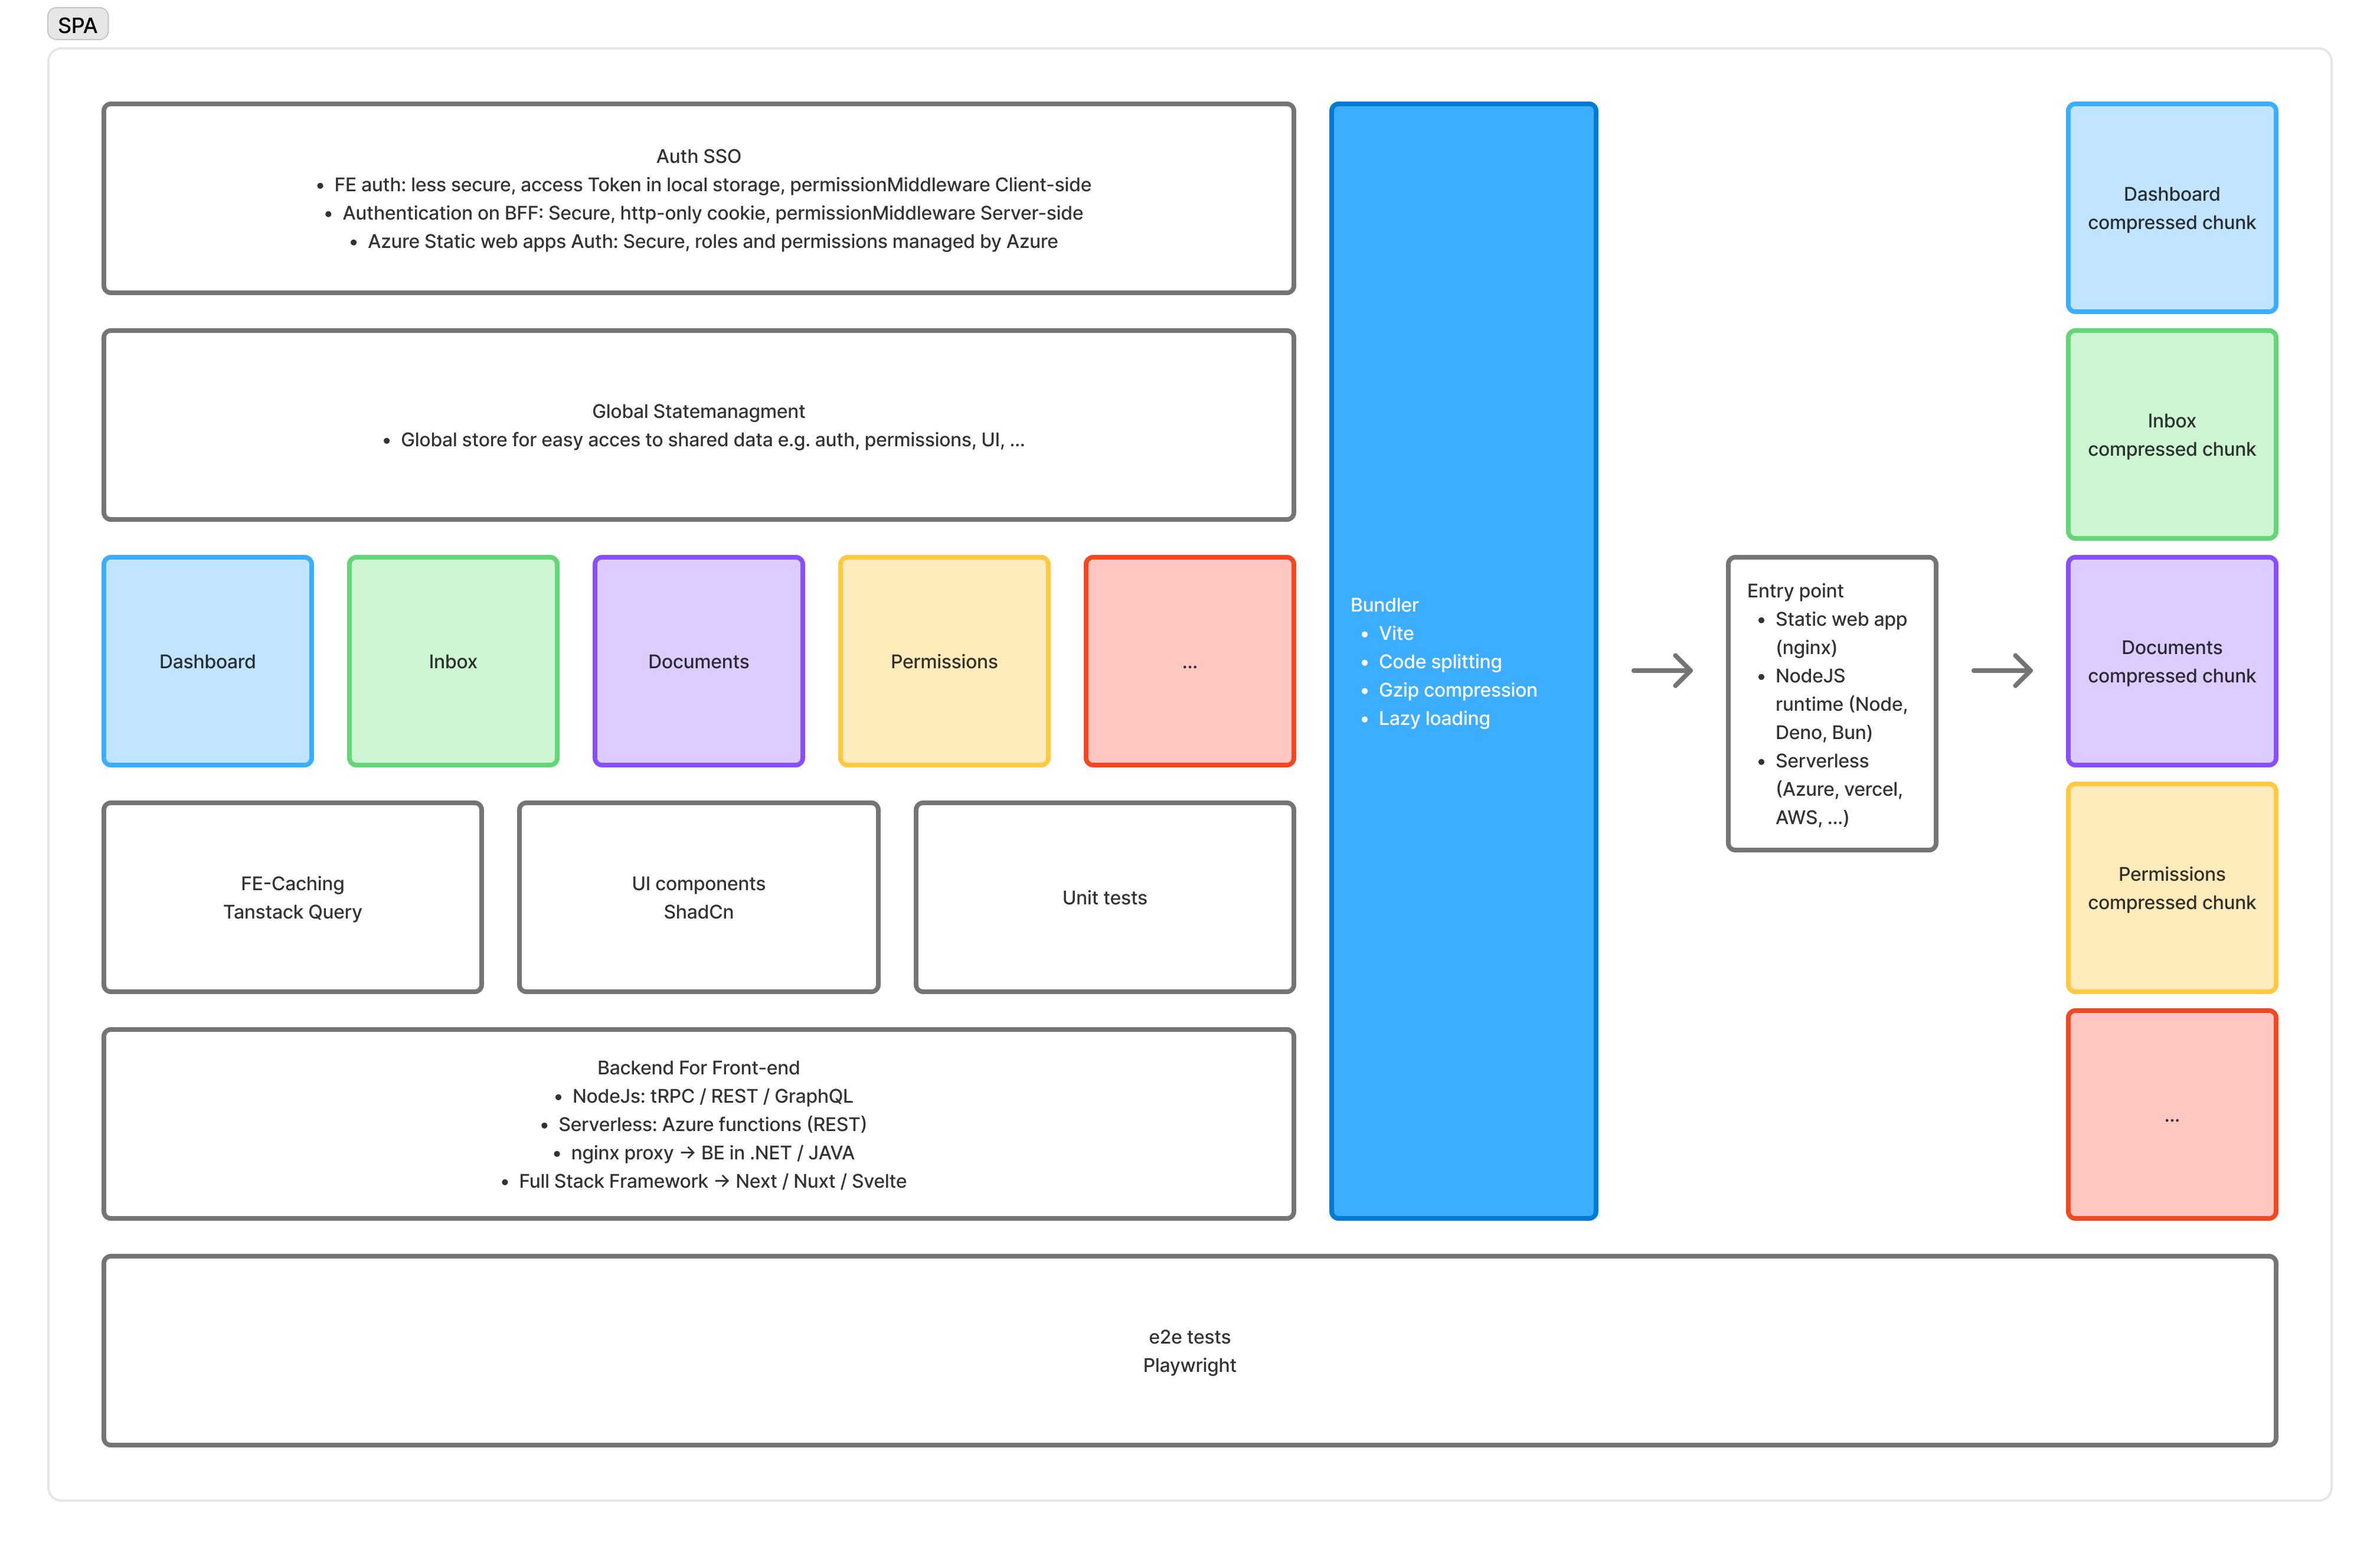 SPA
Auth SSO
• FE auth: less secure, access Token in local storage, permissionMiddleware Client-side
• Authentication on BFF: Secure, http-only cookie, permissionMiddleware Server-side
• Azure Static web apps Auth: Secure, roles and permissions managed by Azure
Global Statemanagment
• Global store for easy acces to shared data e.g. auth, permissions, UI, ...
Dashboard
Inbox
Documents
Permissions
...
FE-Caching
Tanstack Query
UI components
ShadCn
Unit tests
Backend For Front-end
• NodeJs: tRPC / REST / GraphQL
• Serverless: Azure functions (REST)
• nginx proxy → BE in .NET / JAVA
• Full Stack Framework → Next / Nuxt / Svelte
Bundler
• Vite
• Code splitting
• Gzip compression
• Lazy loading
Entry point
• Static web app
(nginx)
• NodeJS
runtime (Node,
Deno, Bun)
• Serverless
(Azure, vercel,
AWS, ...)
Dashboard
compressed chunk
Inbox
compressed chunk
Documents
compressed chunk
Permissions
compressed chunk
...
e2e tests
Playwright